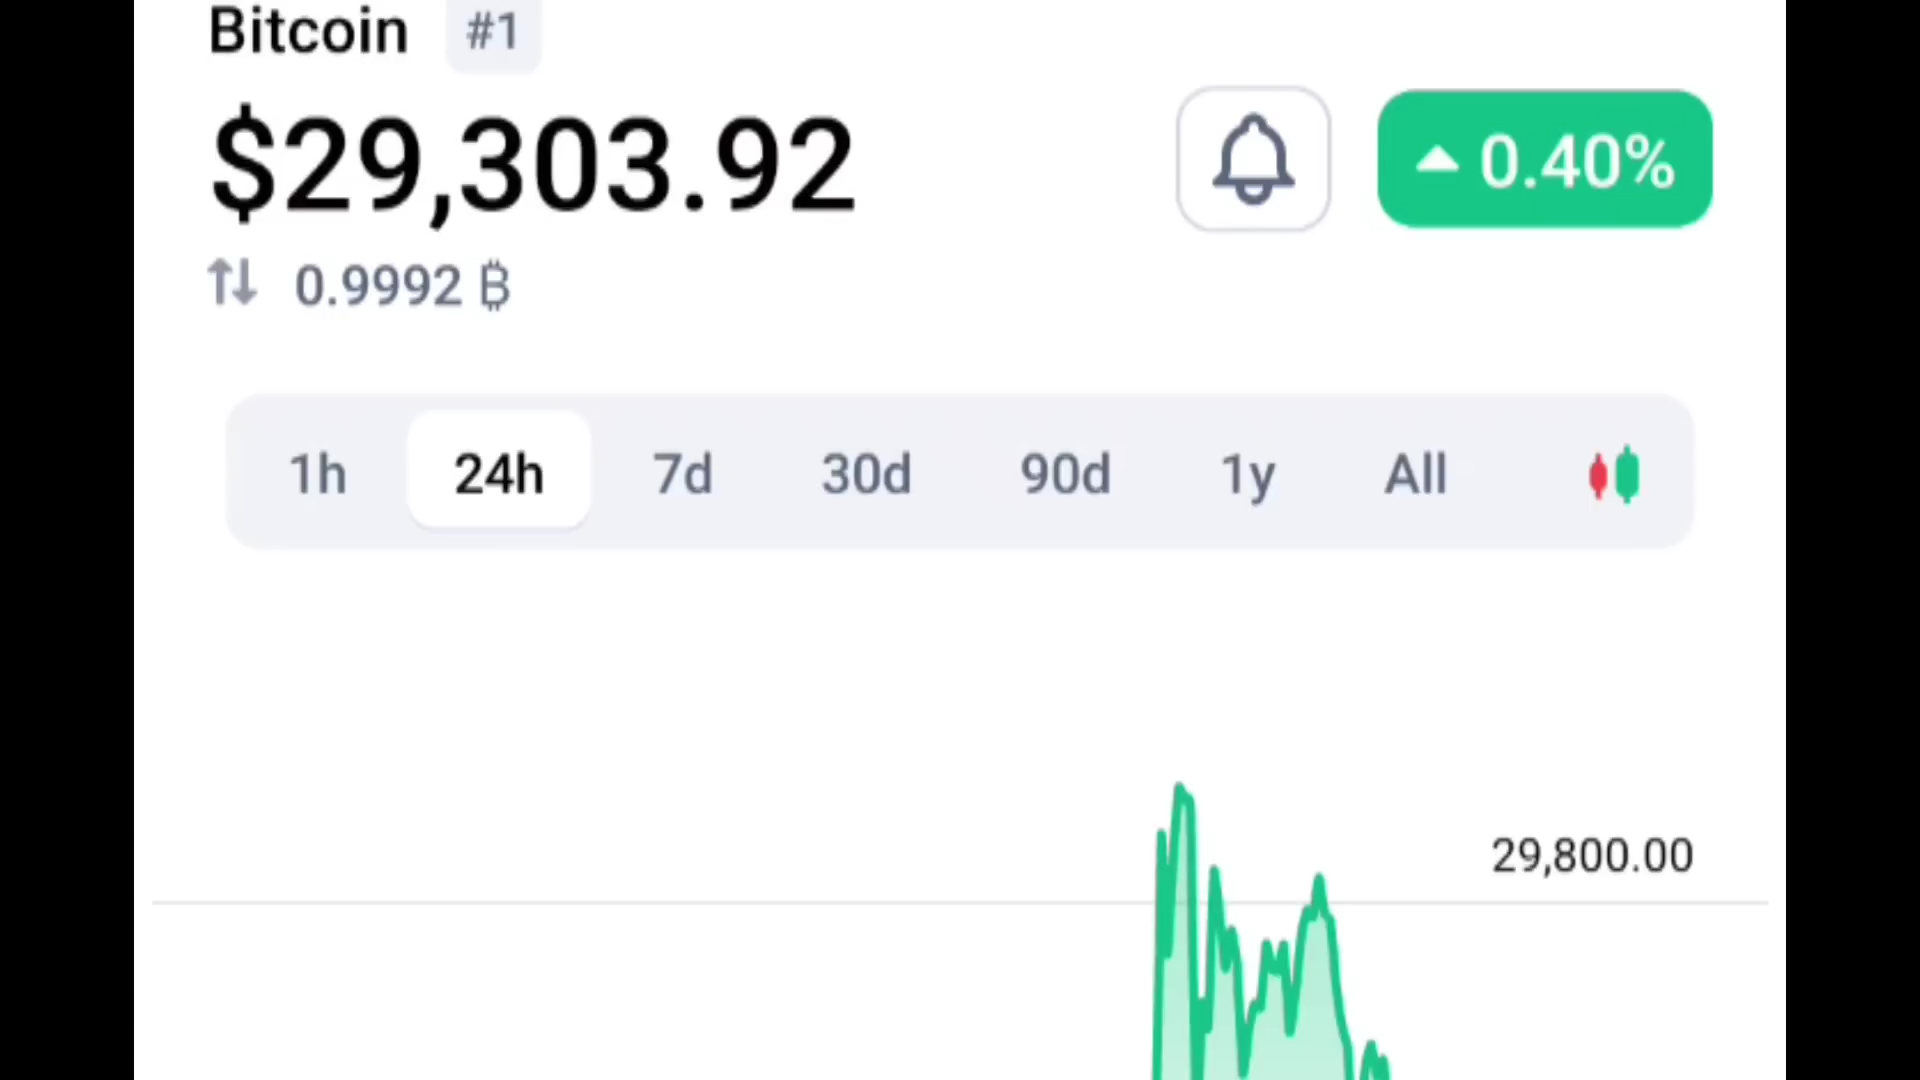 Bitcoin #1
$29,303.92
0.40%
0.9992 ₿
1h 24h 7d 30d 90d 1y All
29,800.00